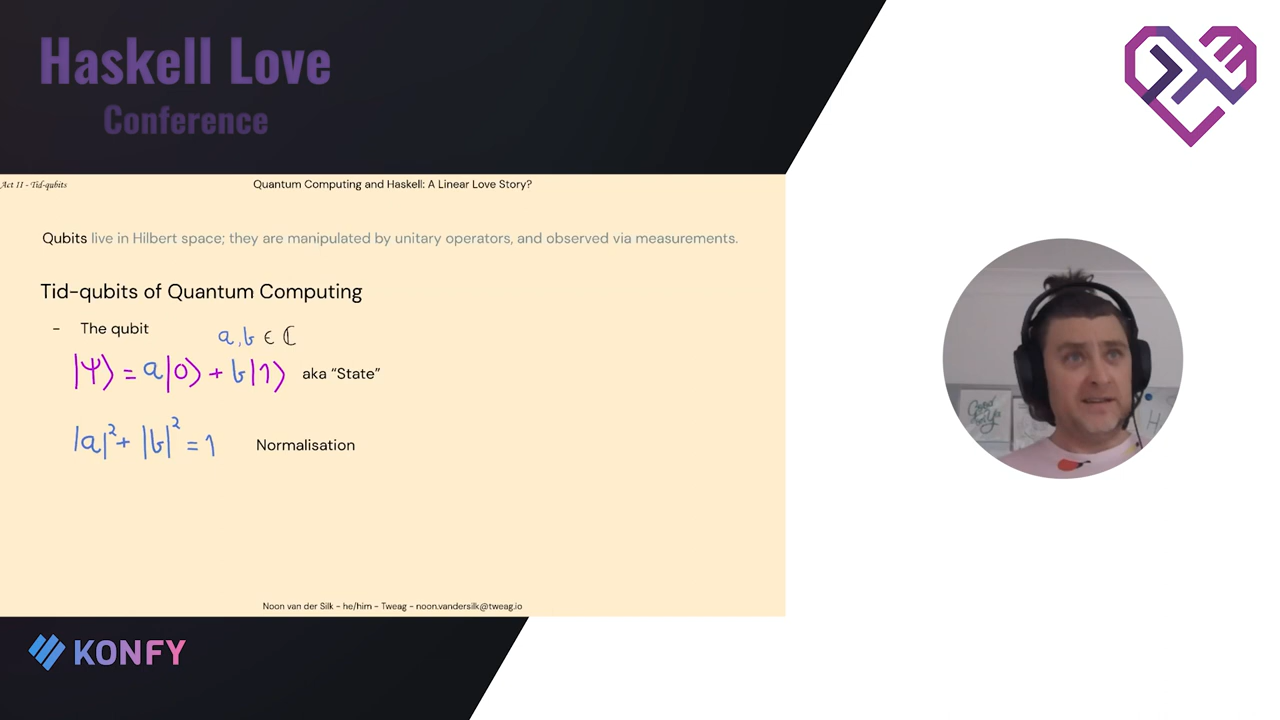 Haskell Love
Conference
Act II - Tid-qubits
Quantum Computing and Haskell: A Linear Love Story?
Qubits live in Hilbert space; they are manipulated by unitary operators, and observed via measurements.
Tid-qubits of Quantum Computing
- The qubit
a, b ∈ ℂ
|Ψ⟩ = a|0⟩ + b|1⟩ aka “State”
|a|² + |b|² = 1 Normalisation
Noon van der Silk - he/him - Tweag - noon.vandersilk@tweag.io
KONFY